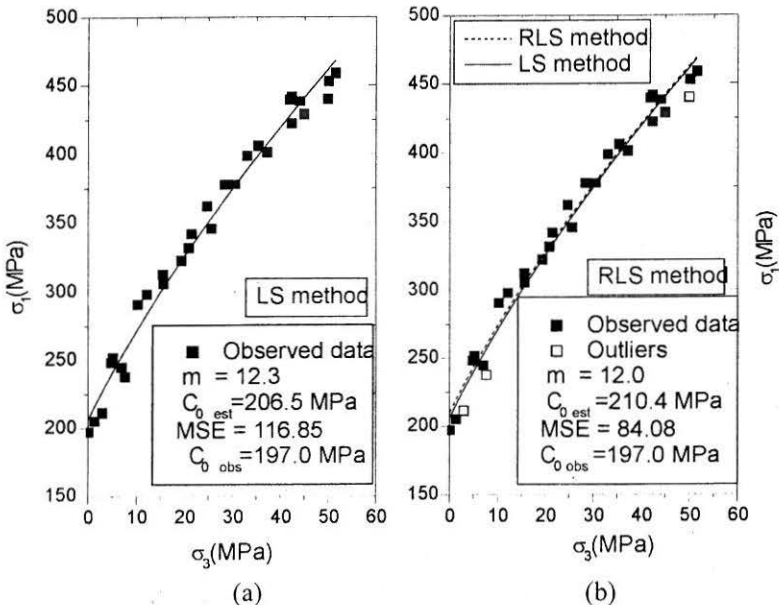 500
450
400
350
300
250
200
150
σ₁(MPa)
LS method
■ Observed data
m = 12.3
C₀ est=206.5 MPa
MSE = 116.85
C₀ obs=197.0 MPa
0 10 20 30 40 50 60
σ₃(MPa)
(a)
500
450
400
350
300
250
200
150
RLS method
LS method
RLS method
■ Observed data
□ Outliers
m = 12.0
C₀ est=210.4 MPa
MSE = 84.08
C₀ obs=197.0 MPa
0 10 20 30 40 50 60
σ₃(MPa)
(b)
σ₁(MPa)